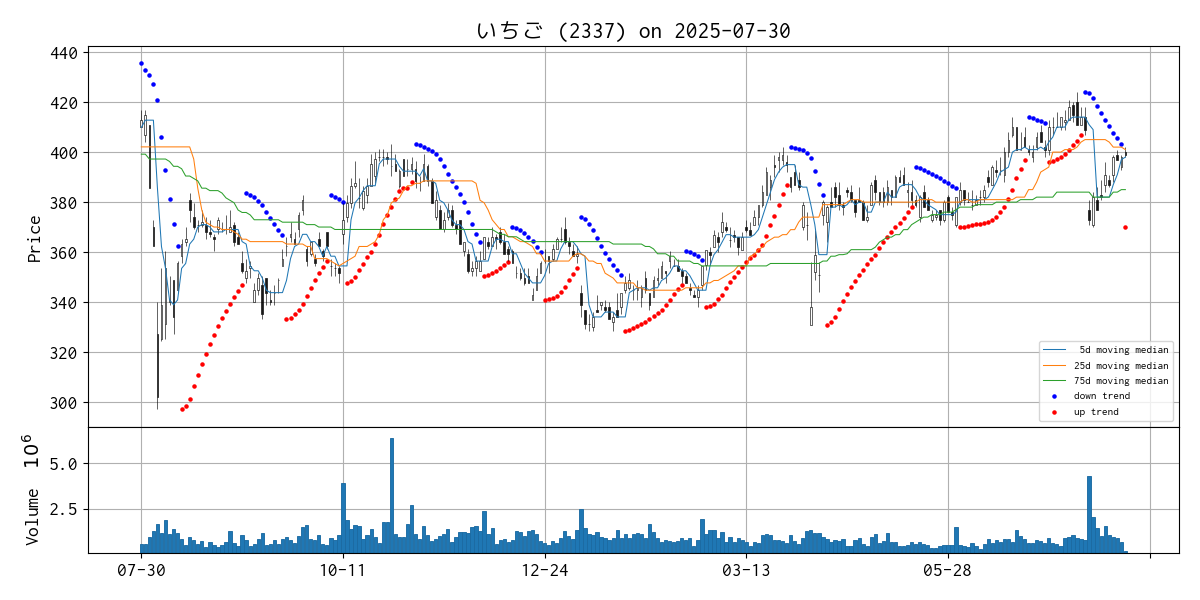 いちご (2337) on 2025-07-30
440
420
400
380
360
340
320
300
Price
5d moving median
25d moving median
75d moving median
down trend
up trend
5.0
2.5
Volume 10^6
07-30
10-11
12-24
03-13
05-28